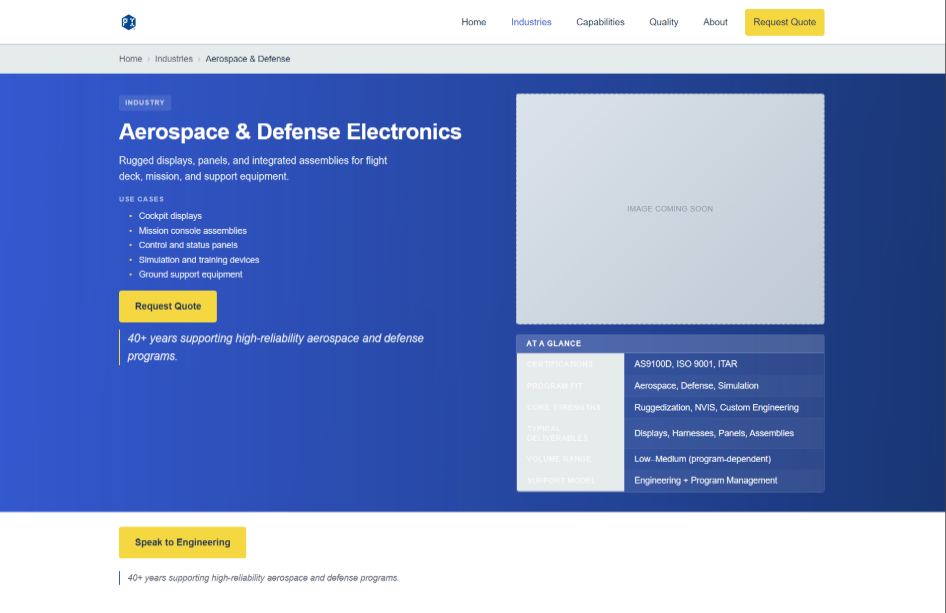 Home Industries Capabilities Quality About Request Quote
Home › Industries › Aerospace & Defense
INDUSTRY
Aerospace & Defense Electronics
Rugged displays, panels, and integrated assemblies for flight
deck, mission, and support equipment.
USE CASES
• Cockpit displays
• Mission console assemblies
• Control and status panels
• Simulation and training devices
• Ground support equipment
Request Quote
40+ years supporting high-reliability aerospace and defense
programs.
IMAGE COMING SOON
AT A GLANCE
CERTIFICATIONS AS9100D, ISO 9001, ITAR
PROGRAM FIT Aerospace, Defense, Simulation
CORE STRENGTHS Ruggedization, NVIS, Custom Engineering
TYPICAL
DELIVERABLES Displays, Harnesses, Panels, Assemblies
VOLUME RANGE Low–Medium (program-dependent)
SUPPORT MODEL Engineering + Program Management
Speak to Engineering
40+ years supporting high-reliability aerospace and defense programs.